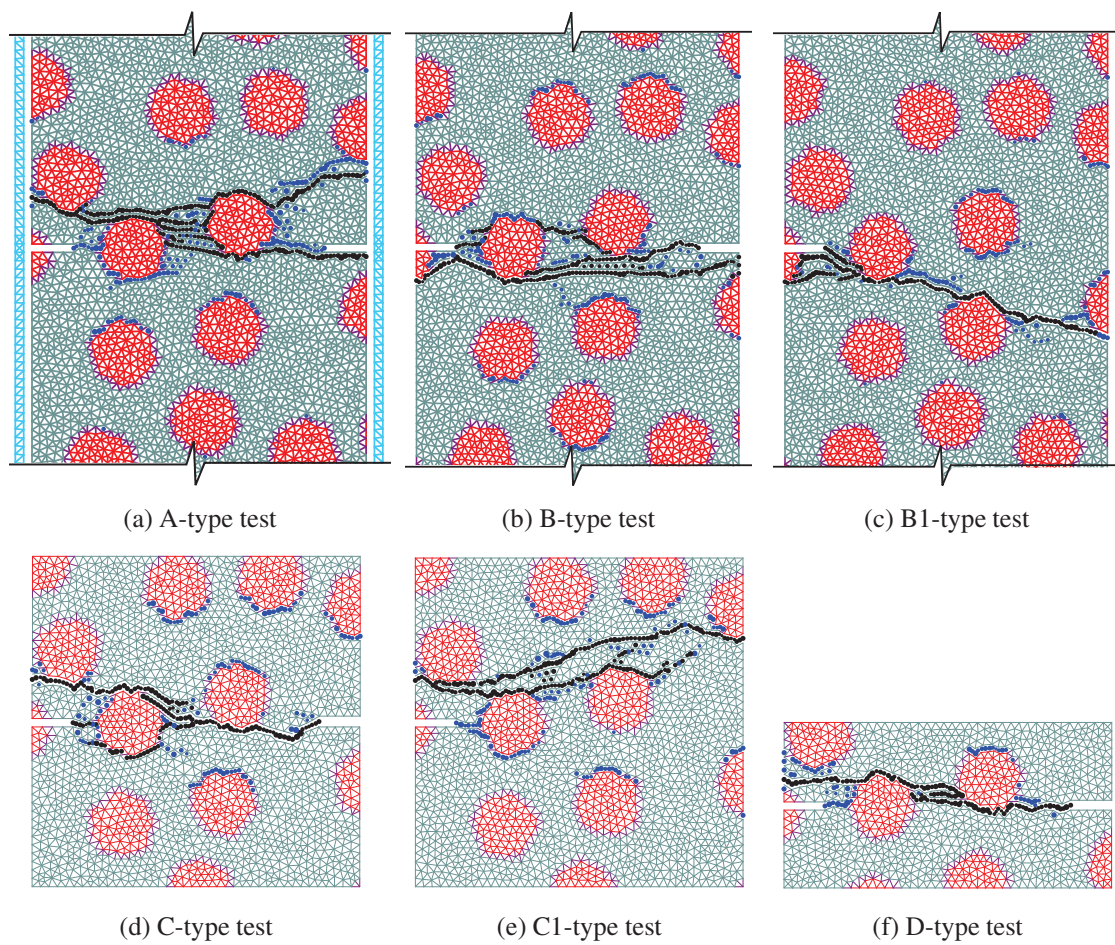 (a) A-type test
(b) B-type test
(c) B1-type test
(d) C-type test
(e) C1-type test
(f) D-type test